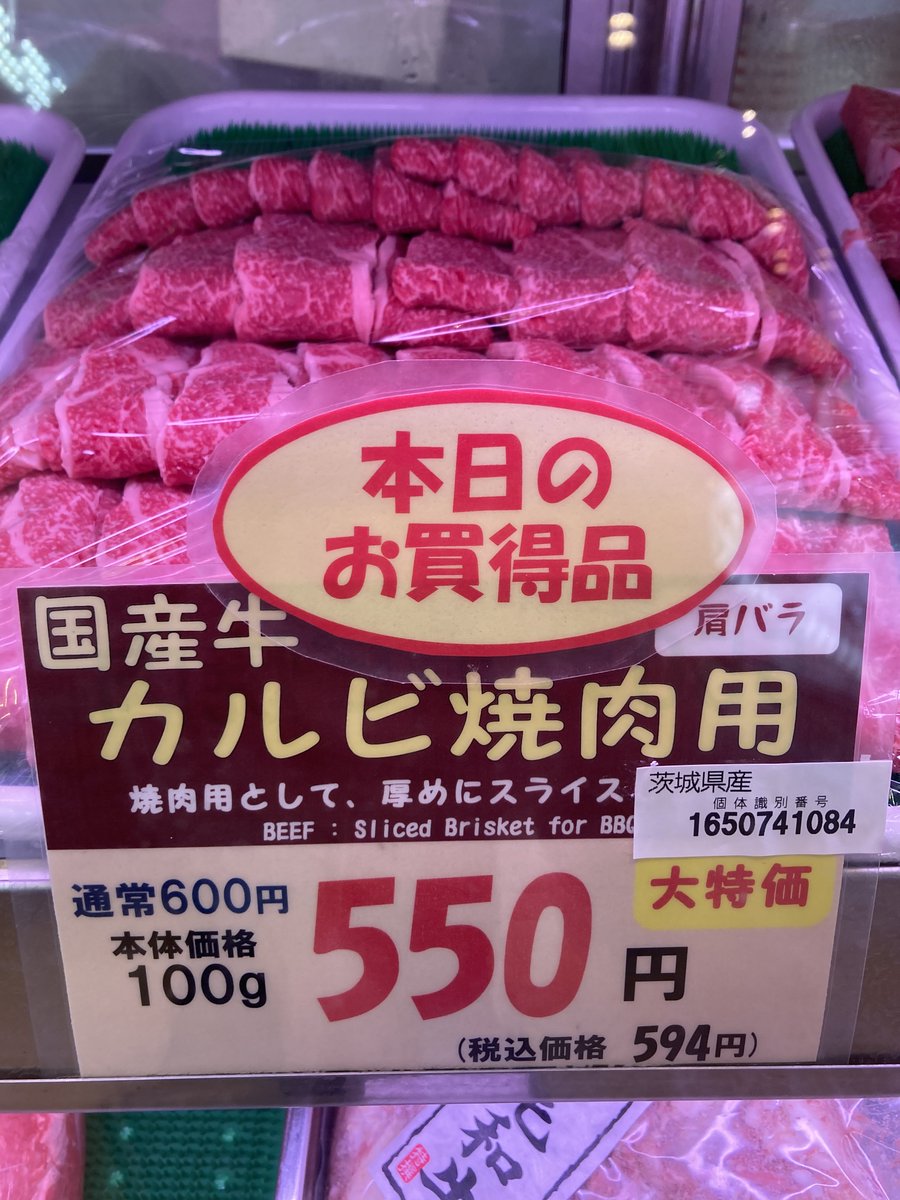 本日の
お買得品
国産牛
肩バラ
カルビ焼肉用
焼肉用として、厚めにスライス
BEEF : Sliced Brisket for BBQ
茨城県産
個体識別番号
1650741084
大特価
通常600円
本体価格
100g
550円
(税込価格 594円)